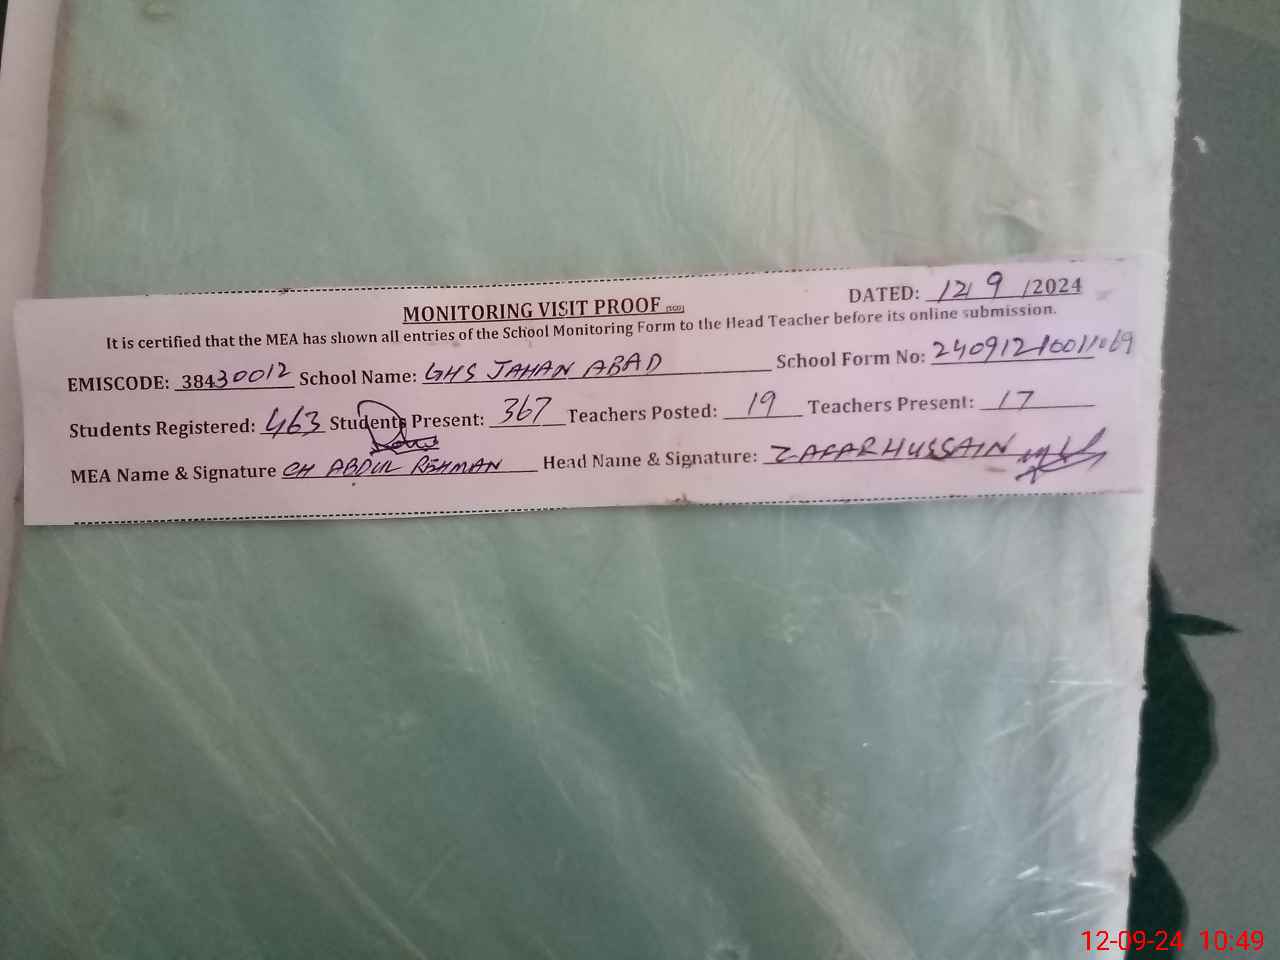 MONITORING VISIT PROOF
DATED: 12/ 9 /2024
It is certified that the MEA has shown all entries of the School Monitoring Form to the Head Teacher before its online submission.
EMISCODE: 38430012 School Name: GHS JAHAN ABAD School Form No:
Students Registered: 463 Students Present: 367 Teachers Posted: 19 Teachers Present: 17
MEA Name & Signature CH ABDUL REHMAN Head Name & Signature: ZAFAR HUSSAIN
12-09-24 10:49